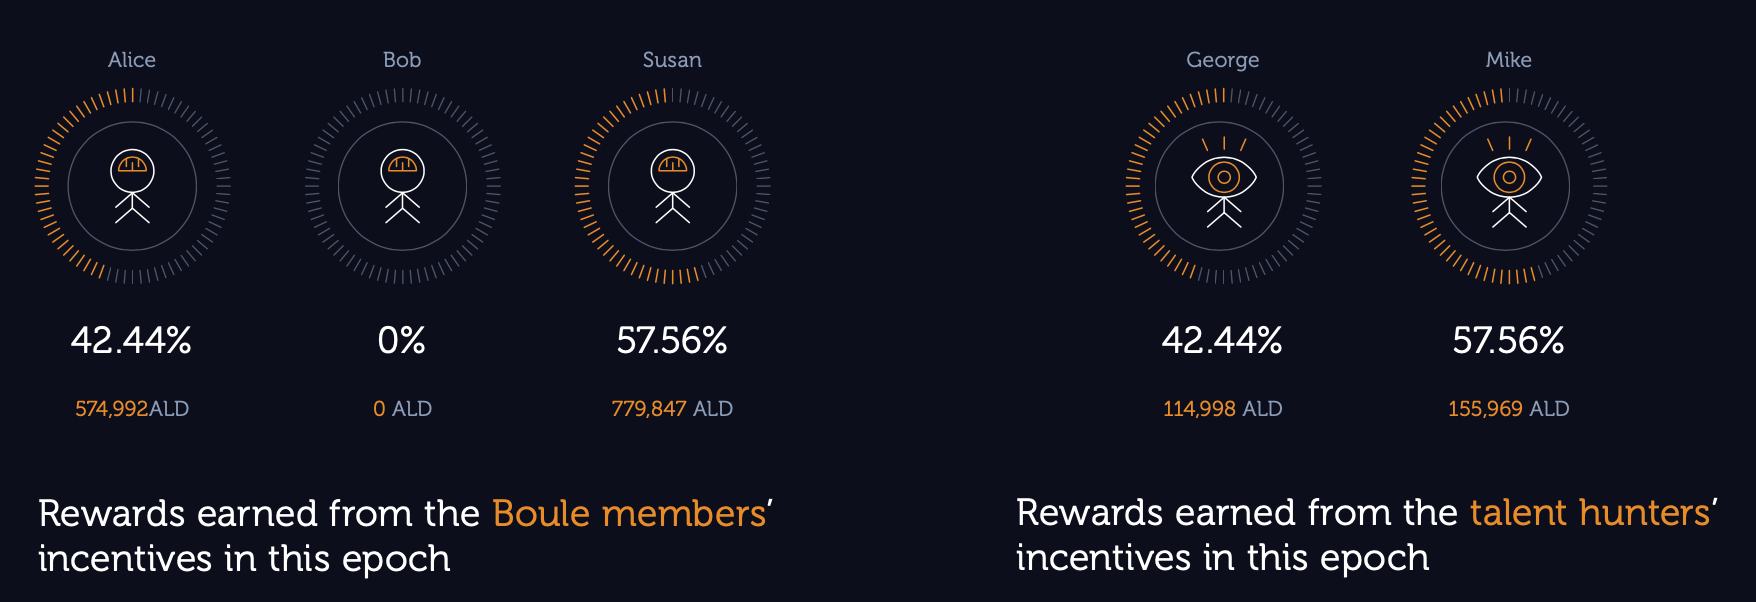 Alice
42.44%
574,992ALD
Bob
0%
0 ALD
Susan
57.56%
779,847 ALD
Rewards earned from the Boule members’
incentives in this epoch
George
42.44%
114,998 ALD
Mike
57.56%
155,969 ALD
Rewards earned from the talent hunters’
incentives in this epoch